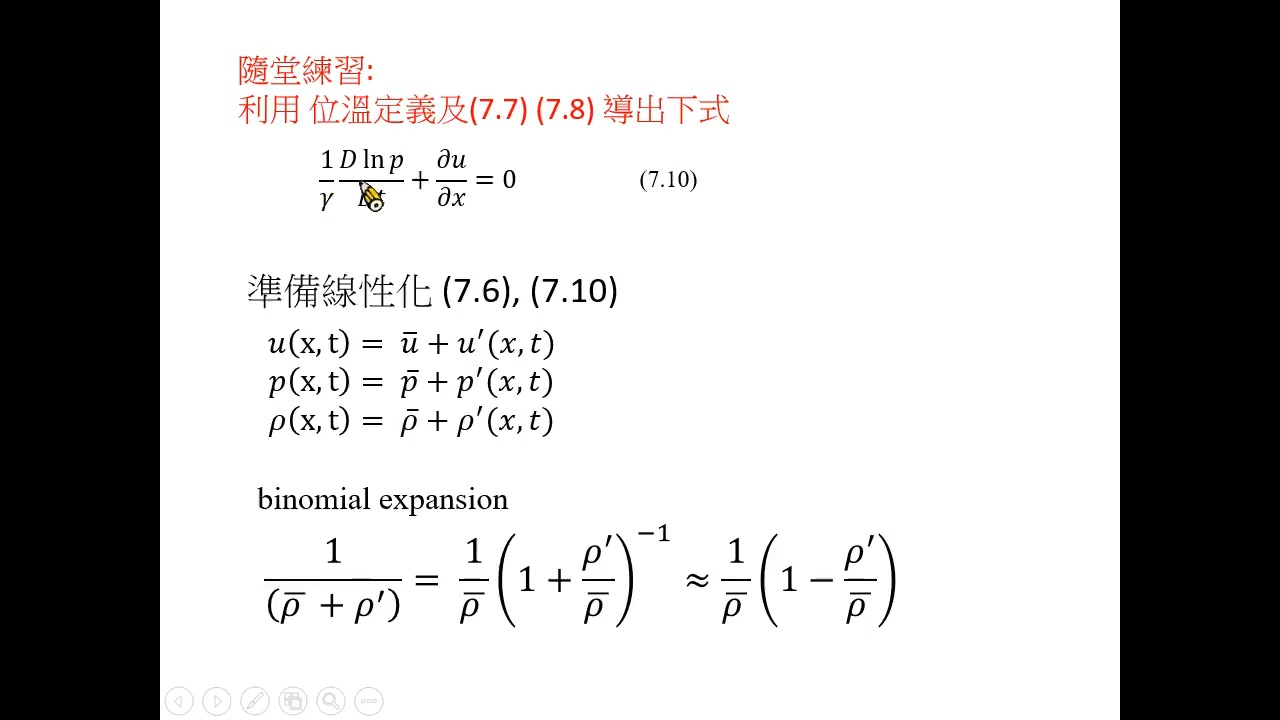 隨堂練習:
利用 位溫定義及(7.7) (7.8) 導出下式
1/γ D ln p/Dt + ∂u/∂x = 0 (7.10)
準備線性化 (7.6), (7.10)
u(x,t) = ū + u′(x,t)
p(x,t) = p̄ + p′(x,t)
ρ(x,t) = ρ̄ + ρ′(x,t)
binomial expansion
1/(ρ̄ + ρ′) = 1/ρ̄ (1 + ρ′/ρ̄)⁻¹ ≈ 1/ρ̄ (1 − ρ′/ρ̄)